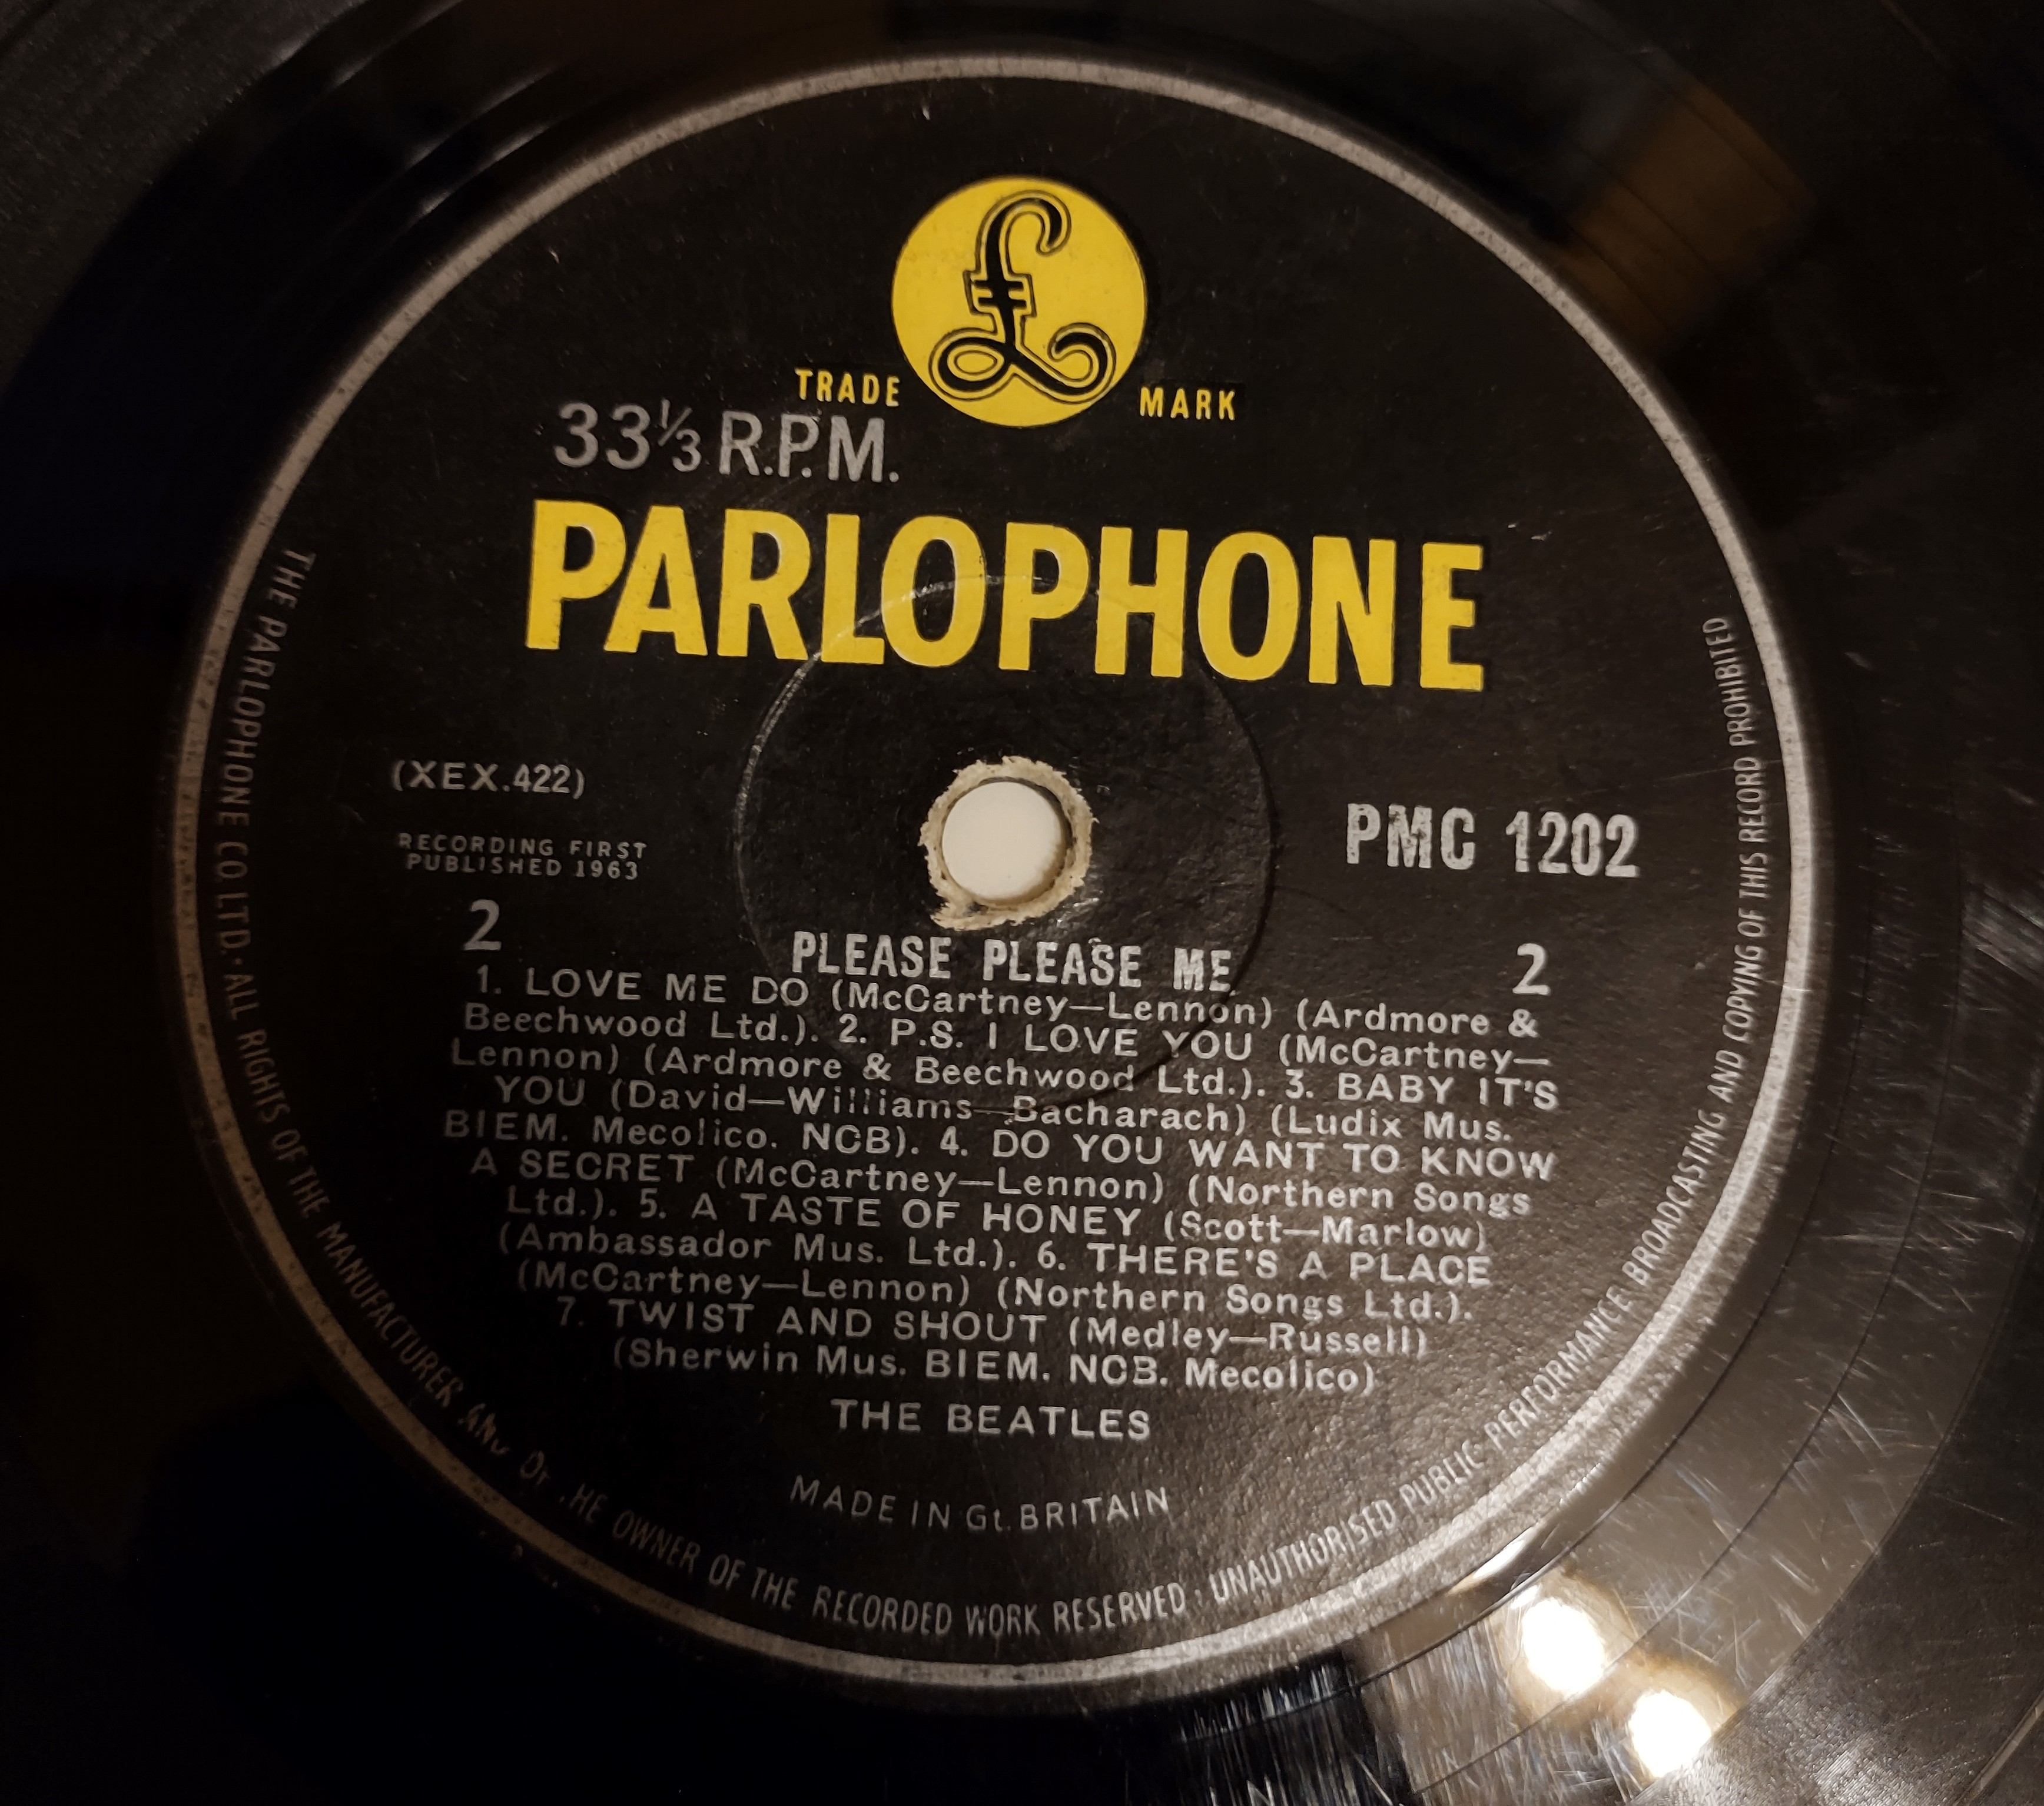 £
TRADE MARK
33⅓ R.P.M.
PARLOPHONE
(XEX.422)
PMC 1202
RECORDING FIRST
PUBLISHED 1963
2 2
PLEASE PLEASE ME
1. LOVE ME DO (McCartney—Lennon) (Ardmore &
Beechwood Ltd.). 2. P.S. I LOVE YOU (McCartney—
Lennon) (Ardmore & Beechwood Ltd.). 3. BABY IT'S
YOU (David—Williams—Bacharach) (Ludix Mus.
BIEM. Mecolico. NCB). 4. DO YOU WANT TO KNOW
A SECRET (McCartney—Lennon) (Northern Songs
Ltd.). 5. A TASTE OF HONEY (Scott—Marlow)
(Ambassador Mus. Ltd.). 6. THERE'S A PLACE
(McCartney—Lennon) (Northern Songs Ltd.).
7. TWIST AND SHOUT (Medley—Russell)
(Sherwin Mus. BIEM. NCB. Mecolico)
THE BEATLES
MADE IN Gt. BRITAIN
THE PARLOPHONE CO LTD. · ALL RIGHTS OF THE MANUFACTURER AND OF THE OWNER OF THE RECORDED WORK RESERVED · UNAUTHORISED PUBLIC PERFORMANCE BROADCASTING AND COPYING OF THIS RECORD PROHIBITED